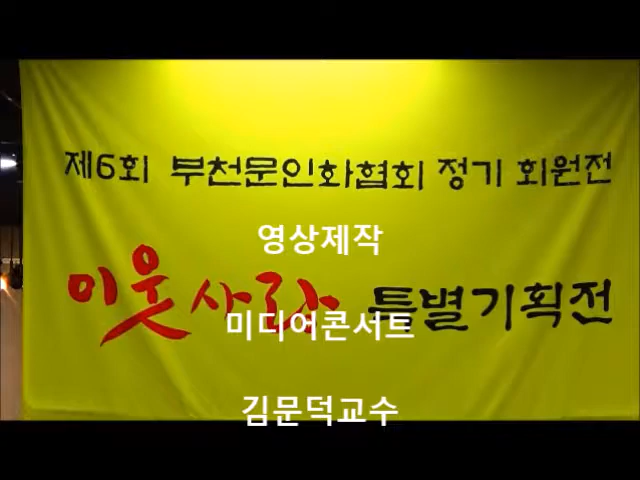 제6회 부천문인화협회 정기 회원전
영상제작
이웃사랑 특별기획전
미디어콘서트
김문덕교수